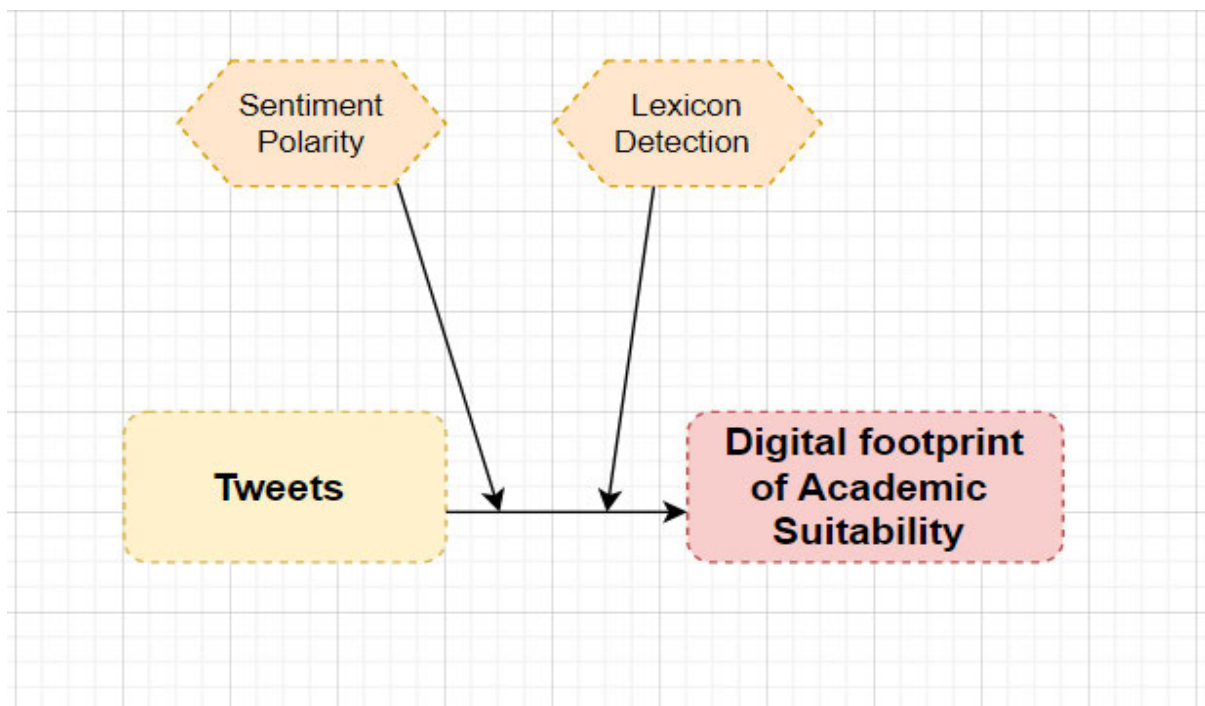 Sentiment
Polarity
Lexicon
Detection
Tweets
Digital footprint
of Academic
Suitability